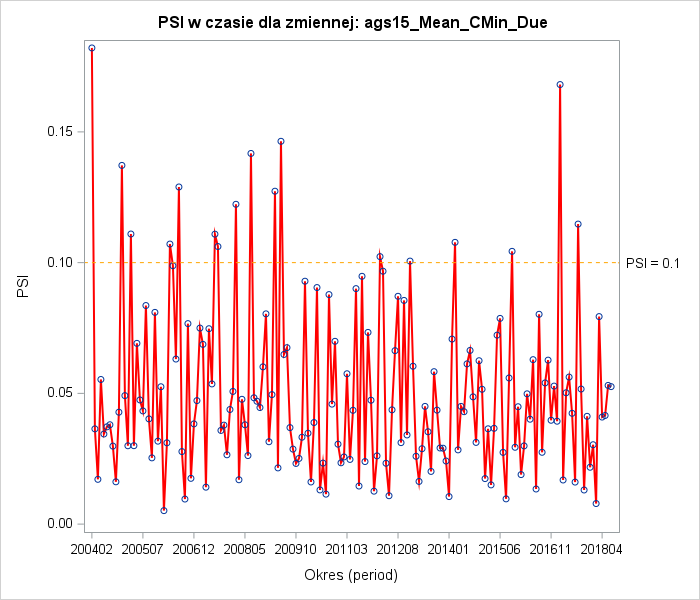 PSI w czasie dla zmiennej: ags15_Mean_CMin_Due
0.15
0.10
0.05
0.00
PSI
PSI = 0.1
200402 200507 200612 200805 200910 201103 201208 201401 201506 201611 201804
Okres (period)